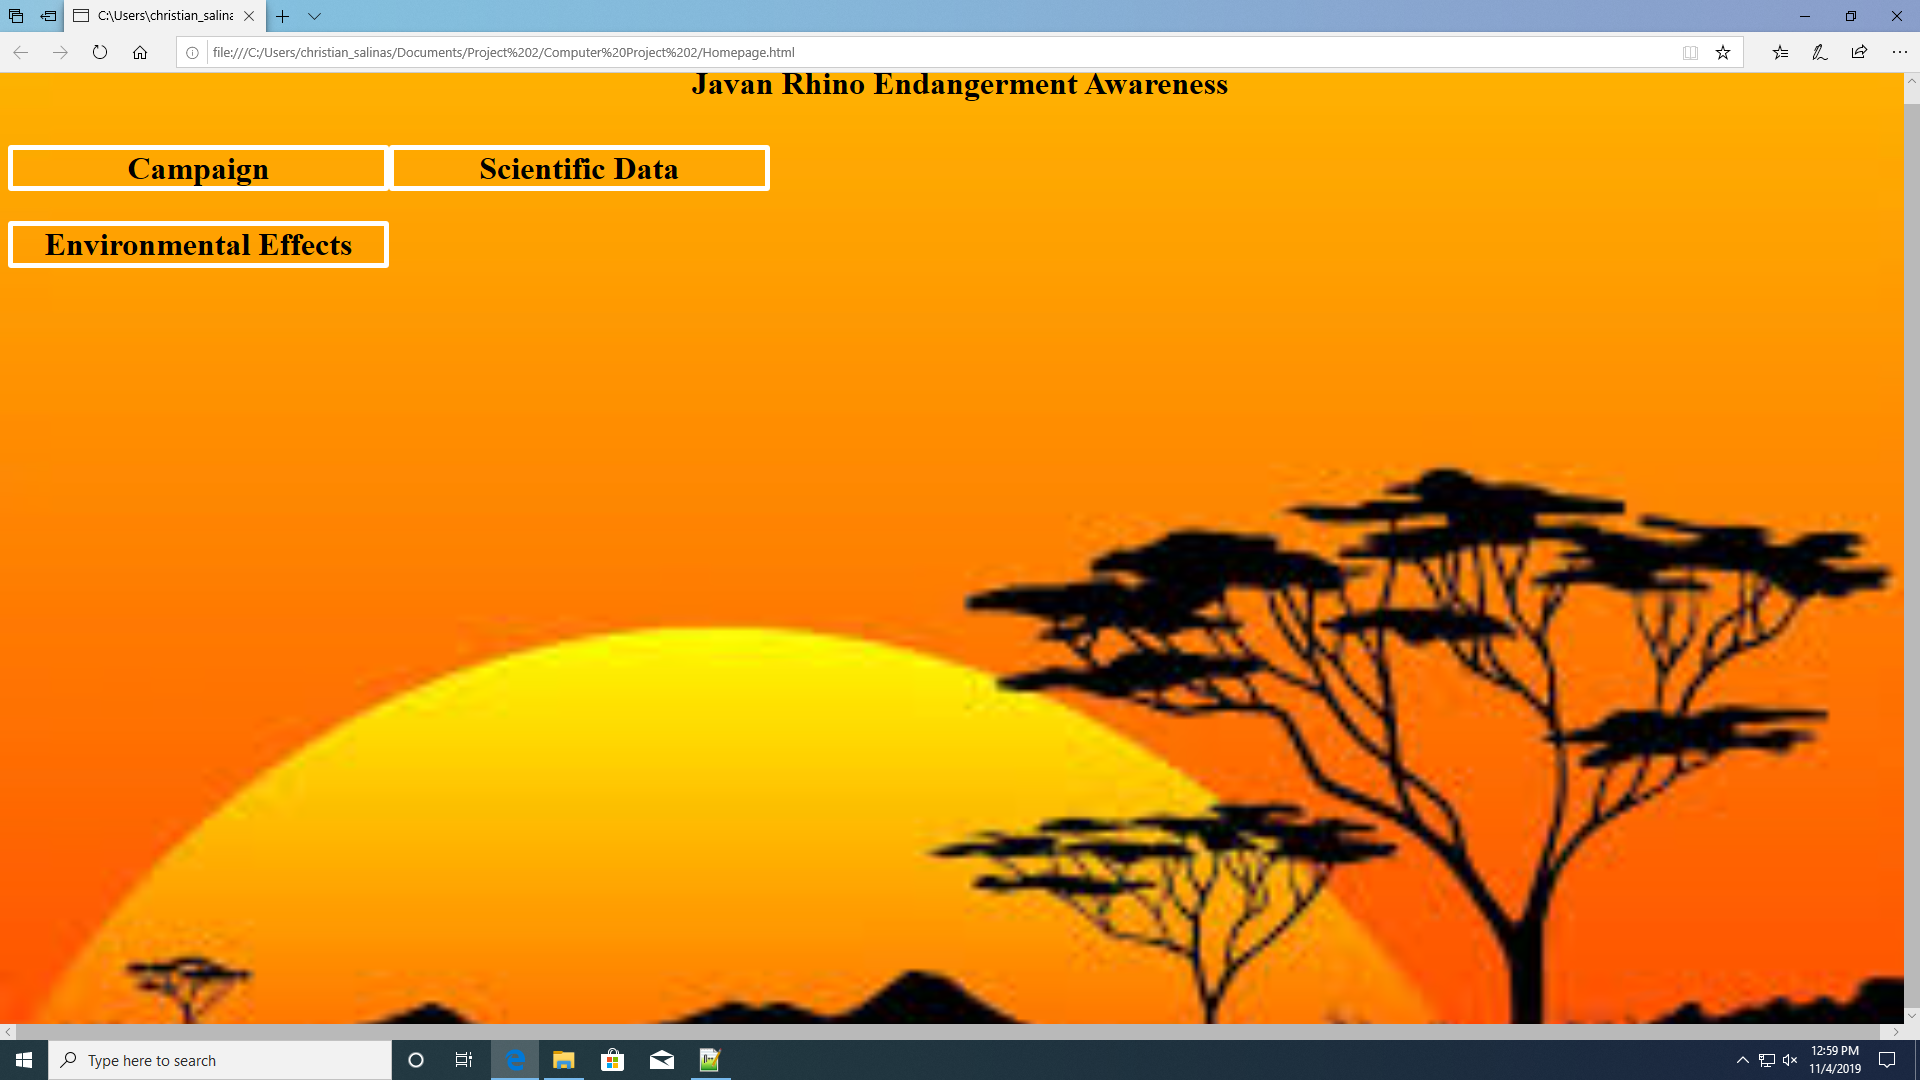 C:\Users\christian_salina
file:///C:/Users/christian_salinas/Documents/Project%202/Computer%20Project%202/Homepage.html
Javan Rhino Endangerment Awareness
Campaign
Scientific Data
Environmental Effects
Type here to search
12:59 PM
11/4/2019